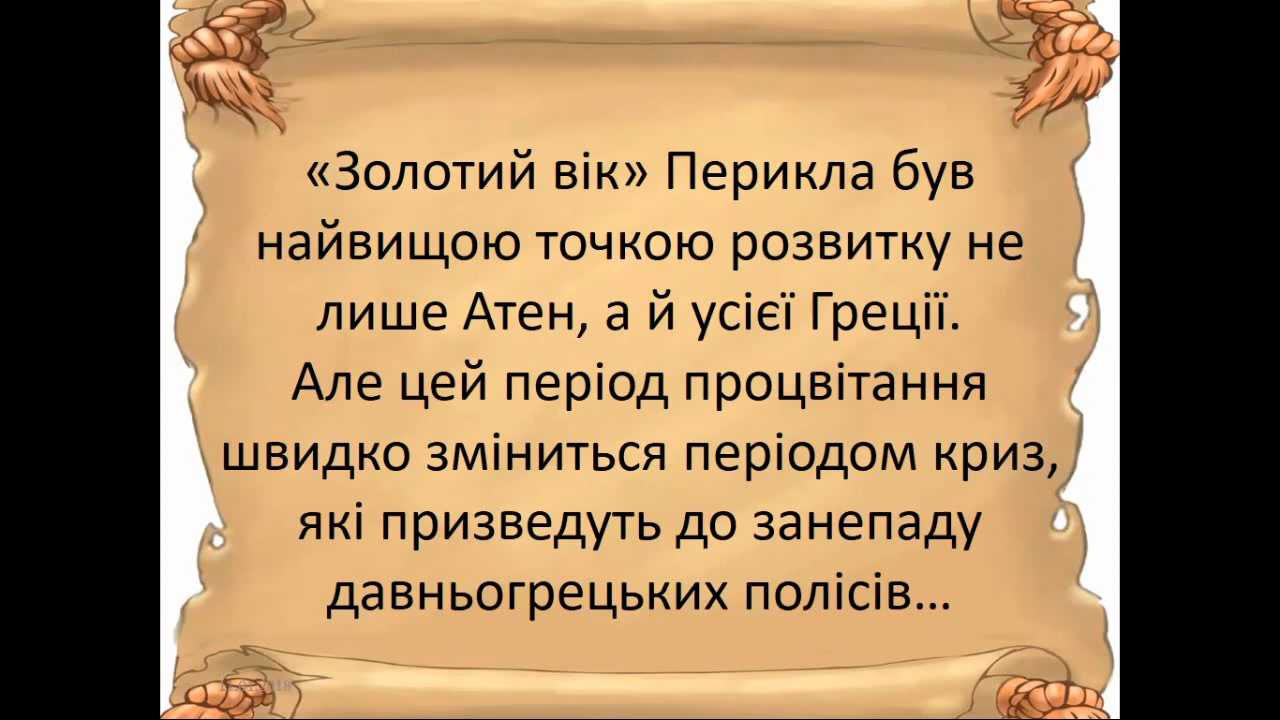 «Золотий вік» Перикла був
найвищою точкою розвитку не
лише Атен, а й усієї Греції.
Але цей період процвітання
швидко зміниться періодом криз,
які призведуть до занепаду
давньогрецьких полісів...